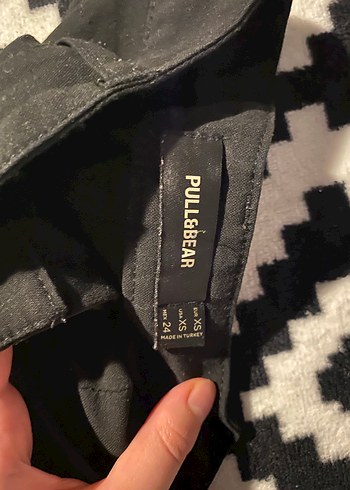 PULL&BEAR
EUR XS
USA XS
MEX 24
MADE IN TURKEY